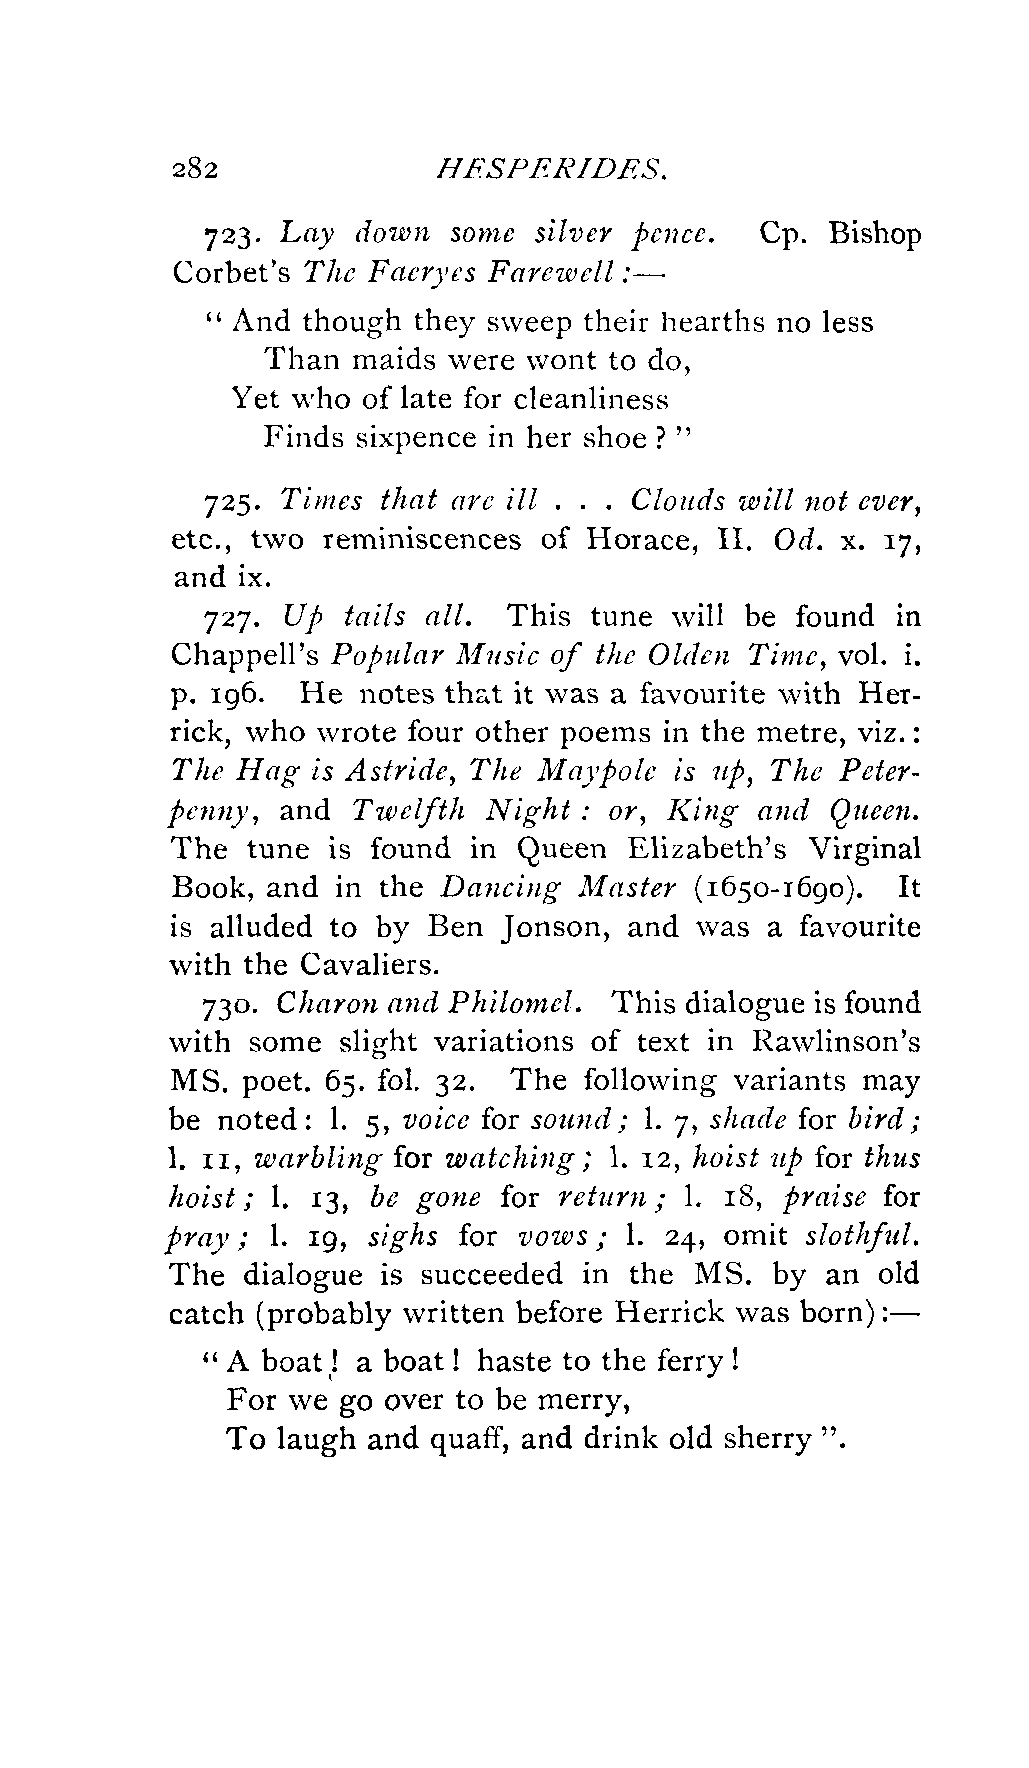 282 HESPERIDES.
723. Lay down some silver pence. Cp. Bishop
Corbet's The Faeryes Farewell:—
“ And though they sweep their hearths no less
Than maids were wont to do,
Yet who of late for cleanliness
Finds sixpence in her shoe ? ”
725. Times that are ill . . . Clouds will not ever,
etc., two reminiscences of Horace, II. Od. x. 17,
and ix.
727. Up tails all. This tune will be found in
Chappell's Popular Music of the Olden Time, vol. i.
p. 196. He notes that it was a favourite with Her-
rick, who wrote four other poems in the metre, viz.:
The Hag is Astride, The Maypole is up, The Peter-
penny, and Twelfth Night : or, King and Queen.
The tune is found in Queen Elizabeth's Virginal
Book, and in the Dancing Master (1650-1690). It
is alluded to by Ben Jonson, and was a favourite
with the Cavaliers.
730. Charon and Philomel. This dialogue is found
with some slight variations of text in Rawlinson's
MS. poet. 65. fol. 32. The following variants may
be noted: l. 5, voice for sound; l. 7, shade for bird;
l. 11, warbling for watching; l. 12, hoist up for thus
hoist; l. 13, be gone for return; l. 18, praise for
pray; l. 19, sighs for vows; l. 24, omit slothful.
The dialogue is succeeded in the MS. by an old
catch (probably written before Herrick was born):—
“ A boat! a boat! haste to the ferry!
For we go over to be merry,
To laugh and quaff, and drink old sherry ”.